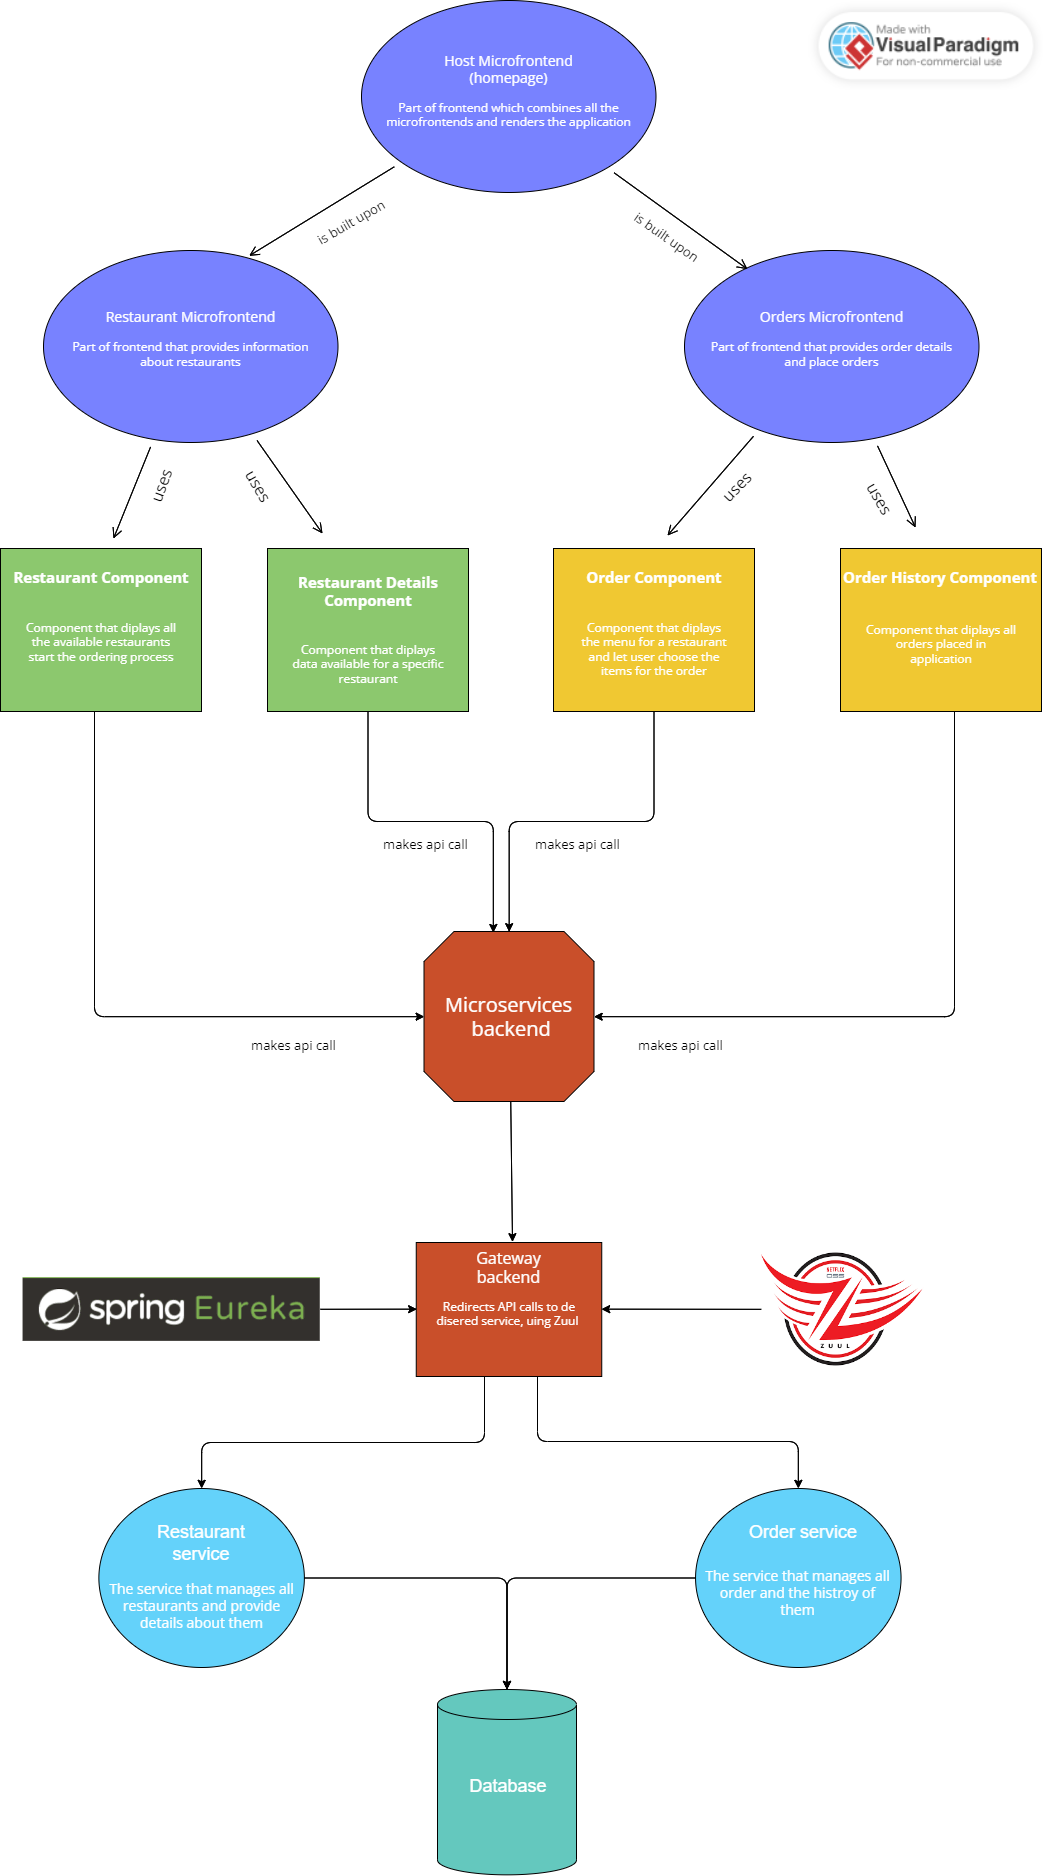 Made with
Visual Paradigm
For non-commercial use
Host Microfrontend
(homepage)
Part of frontend which combines all the
microfrontends and renders the application
is built upon
is built upon
Restaurant Microfrontend
Part of frontend that provides information
about restaurants
Orders Microfrontend
Part of frontend that provides order details
and place orders
uses
uses
uses
uses
Restaurant Component
Component that diplays all
the available restaurants
start the ordering process
Restaurant Details
Component
Component that diplays
data available for a specific
restaurant
Order Component
Component that diplays
the menu for a restaurant
and let user choose the
items for the order
Order History Component
Component that diplays all
orders placed in
application
makes api call
makes api call
Microservices
backend
makes api call
makes api call
Gateway
backend
Redirects API calls to de
disered service, uing Zuul
spring Eureka
NETFLIX
OSS
ZUUL
Restaurant
service
The service that manages all
restaurants and provide
details about them
Order service
The service that manages all
order and the histroy of
them
Database